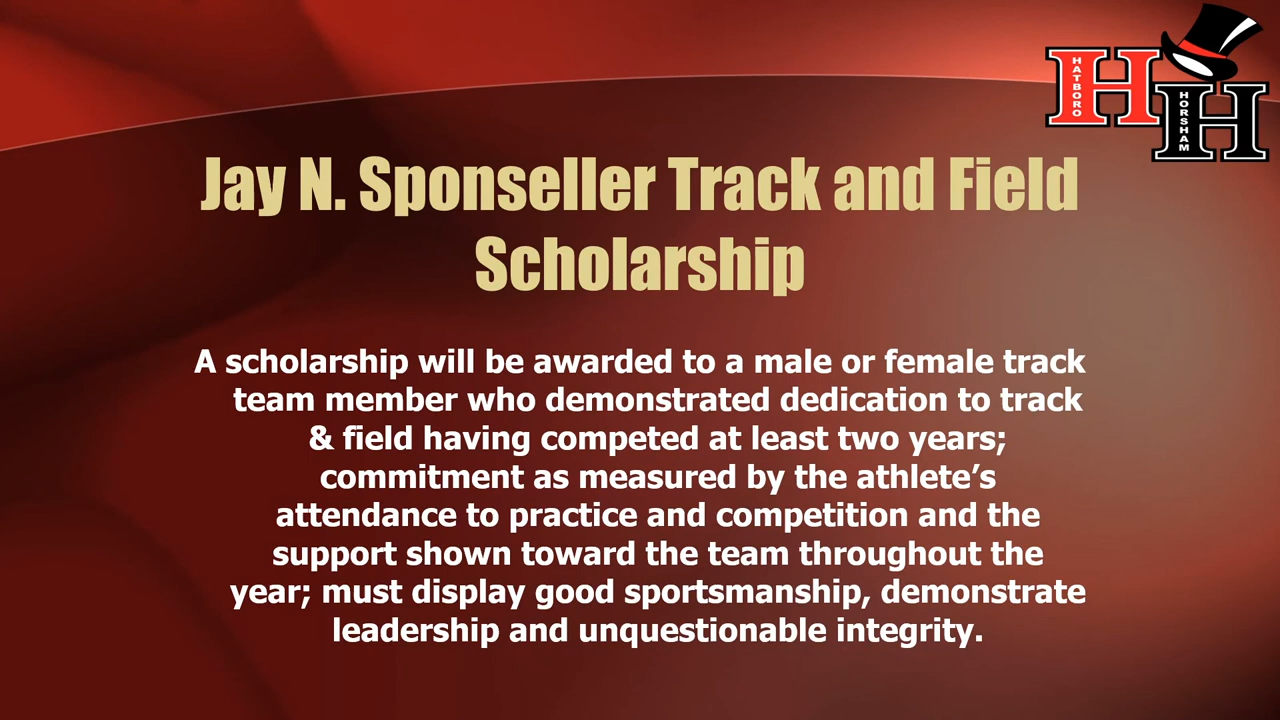 H HATBORO
H HORSHAM
Jay N. Sponseller Track and Field
Scholarship
A scholarship will be awarded to a male or female track
team member who demonstrated dedication to track
& field having competed at least two years;
commitment as measured by the athlete’s
attendance to practice and competition and the
support shown toward the team throughout the
year; must display good sportsmanship, demonstrate
leadership and unquestionable integrity.